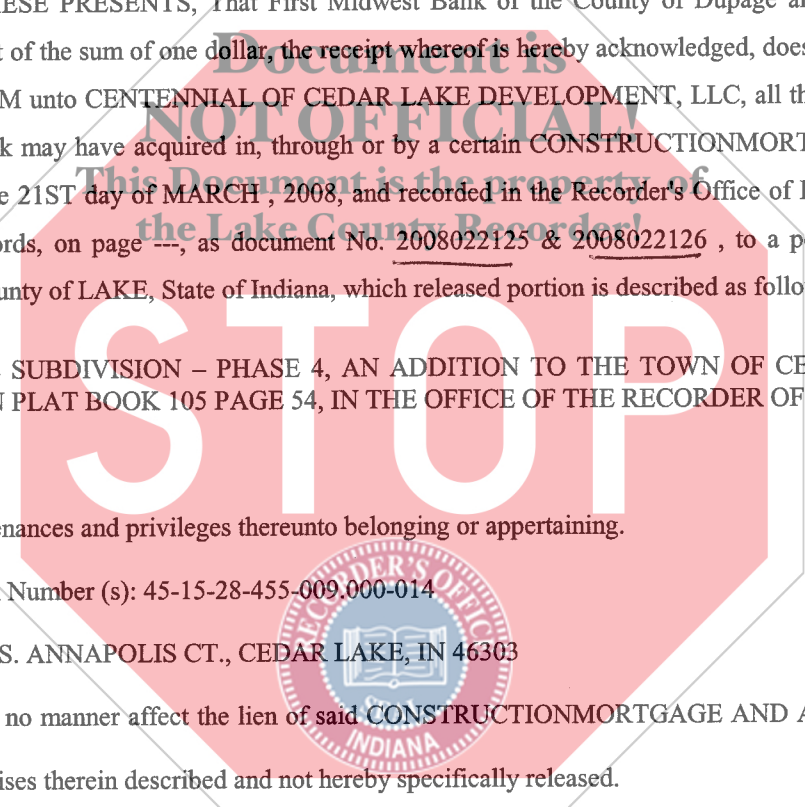 ESE PRESENTS, That First Midwest Bank of the County of Dupage a
t of the sum of one dollar, the receipt whereof is hereby acknowledged, does
M unto CENTENNIAL OF CEDAR LAKE DEVELOPMENT, LLC, all th
k may have acquired in, through or by a certain CONSTRUCTIONMORT
e 21ST day of MARCH , 2008, and recorded in the Recorder's Office of
ords, on page ---, as document No. 2008022125 & 2008022126 , to a p
unty of LAKE, State of Indiana, which released portion is described as follo
SUBDIVISION – PHASE 4, AN ADDITION TO THE TOWN OF CE
PLAT BOOK 105 PAGE 54, IN THE OFFICE OF THE RECORDER OF
enances and privileges thereunto belonging or appertaining.
Number (s): 45-15-28-455-009.000-014
S. ANNAPOLIS CT., CEDAR LAKE, IN 46303
no manner affect the lien of said CONSTRUCTIONMORTGAGE AND A
ises therein described and not hereby specifically released.
Document is
NOT OFFICIAL!
This Document is the property of
the Lake County Recorder!
STOP
RECORDER'S OFFICE
SEAL
INDIANA